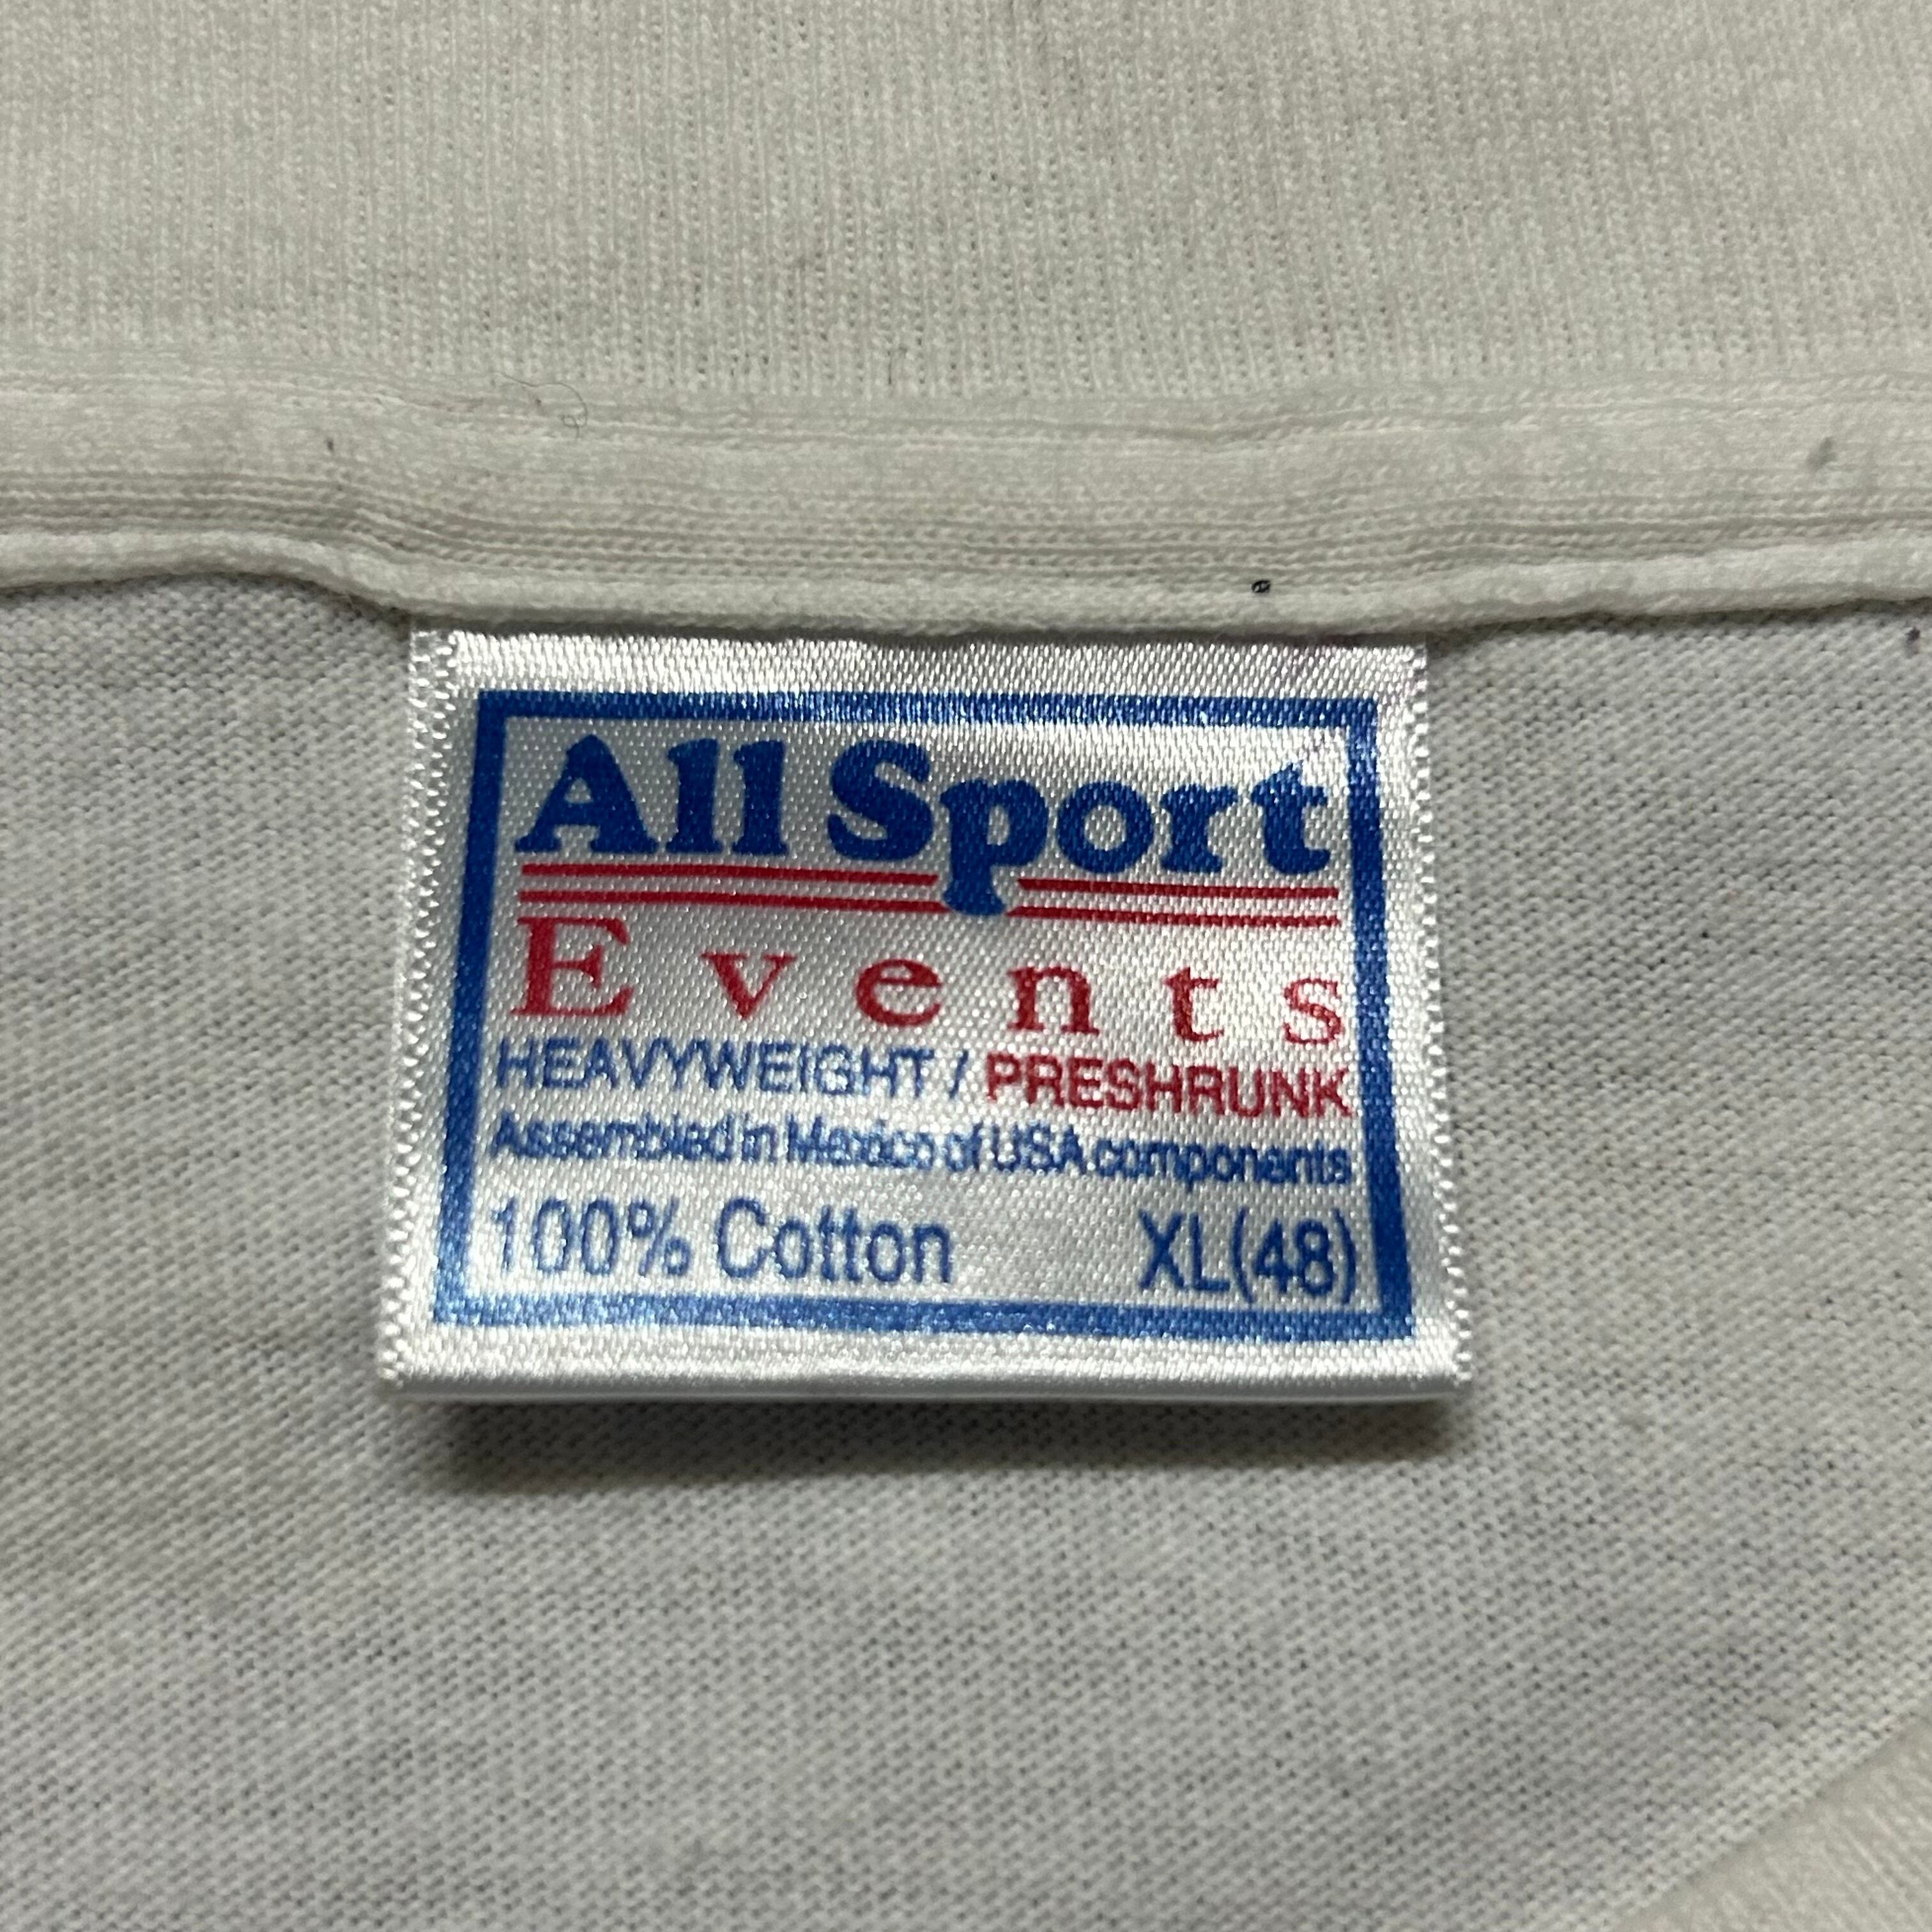 All Sport
Events
HEAVYWEIGHT / PRESHRUNK
Assembled in Mexico of USA components
100% Cotton XL(48)